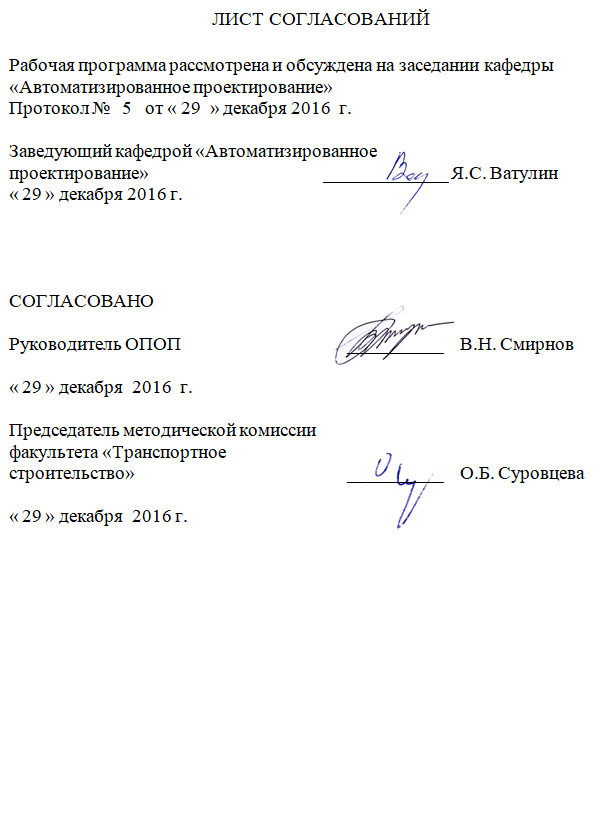 ЛИСТ СОГЛАСОВАНИЙ
Рабочая программа рассмотрена и обсуждена на заседании кафедры
«Автоматизированное проектирование»
Протокол № 5 от « 29 » декабря 2016 г.
Заведующий кафедрой «Автоматизированное
проектирование» Я.С. Ватулин
« 29 » декабря 2016 г.
СОГЛАСОВАНО
Руководитель ОПОП В.Н. Смирнов
« 29 » декабря 2016 г.
Председатель методической комиссии
факультета «Транспортное
строительство» О.Б. Суровцева
« 29 » декабря 2016 г.